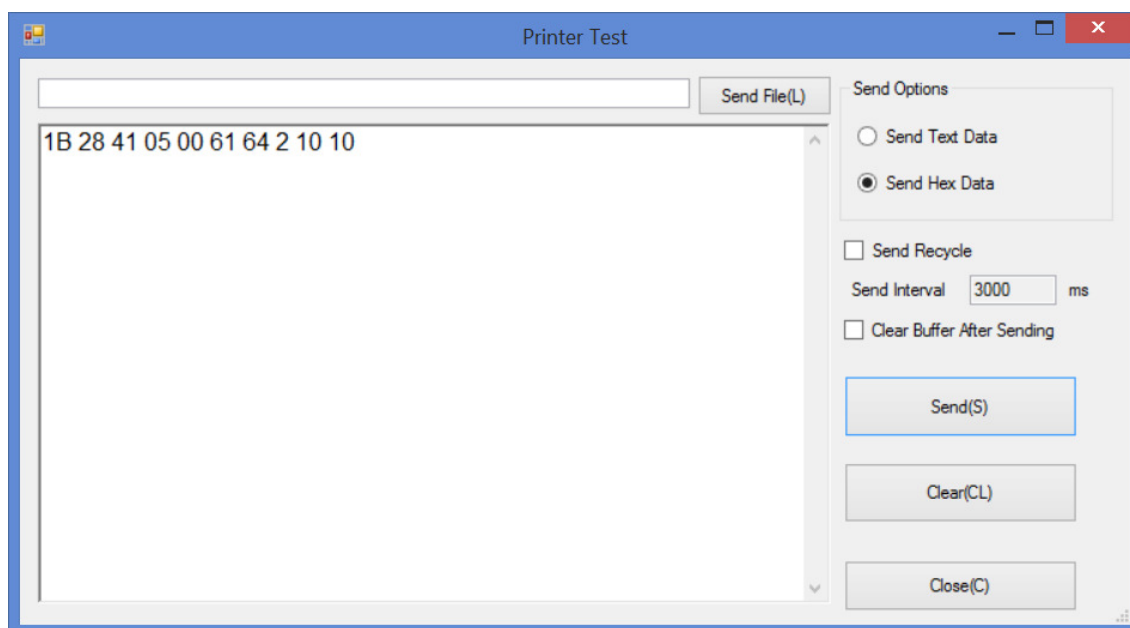 Printer Test
Send File(L)
1B 28 41 05 00 61 64 2 10 10
Send Options
Send Text Data
Send Hex Data
Send Recycle
Send Interval 3000 ms
Clear Buffer After Sending
Send(S)
Clear(CL)
Close(C)